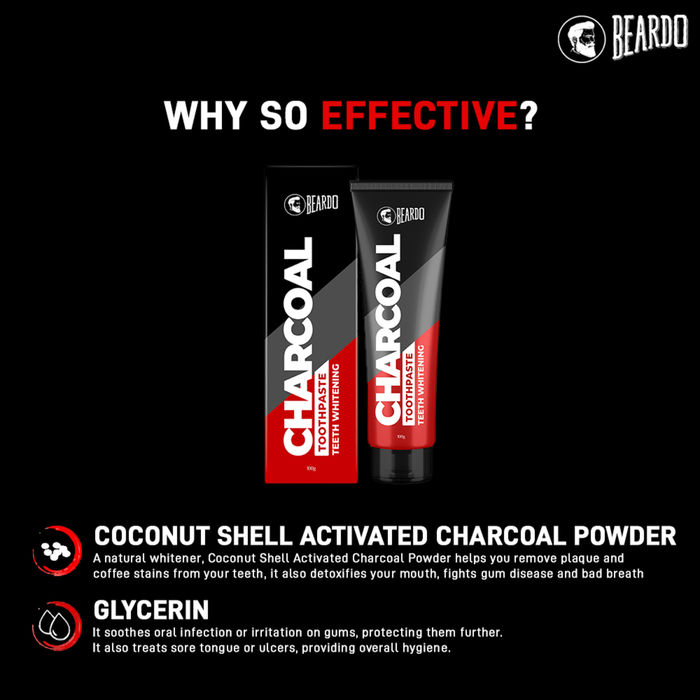 BEARDO
WHY SO EFFECTIVE?
BEARDO
CHARCOAL
TOOTHPASTE
TEETH WHITENING
100g
BEARDO
CHARCOAL
TOOTHPASTE
TEETH WHITENING
100g
COCONUT SHELL ACTIVATED CHARCOAL POWDER
A natural whitener, Coconut Shell Activated Charcoal Powder helps you remove plaque and
coffee stains from your teeth, it also detoxifies your mouth, fights gum disease and bad breath
GLYCERIN
It soothes oral infection or irritation on gums, protecting them further.
It also treats sore tongue or ulcers, providing overall hygiene.